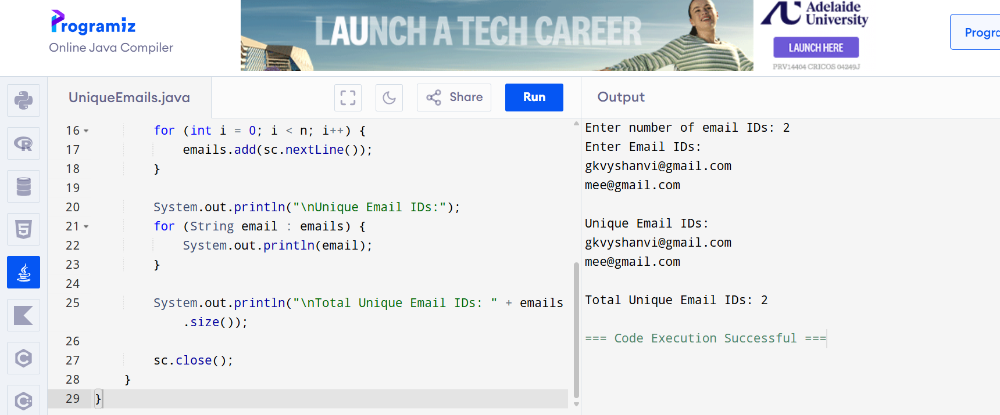 Programiz
Online Java Compiler
LAUNCH A TECH CAREER
Adelaide
University
LAUNCH HERE
PRV14404 CRICOS 04249J
UniqueEmails.java
Share
Run
Output
16 for (int i = 0; i < n; i++) {
17 emails.add(sc.nextLine());
18 }
19
20 System.out.println("\nUnique Email IDs:");
21 for (String email : emails) {
22 System.out.println(email);
23 }
24
25 System.out.println("\nTotal Unique Email IDs: " + emails
.size());
26
27 sc.close();
28 }
29 }
Enter number of email IDs: 2
Enter Email IDs:
gkvyshanvi@gmail.com
mee@gmail.com
Unique Email IDs:
gkvyshanvi@gmail.com
mee@gmail.com
Total Unique Email IDs: 2
=== Code Execution Successful ===